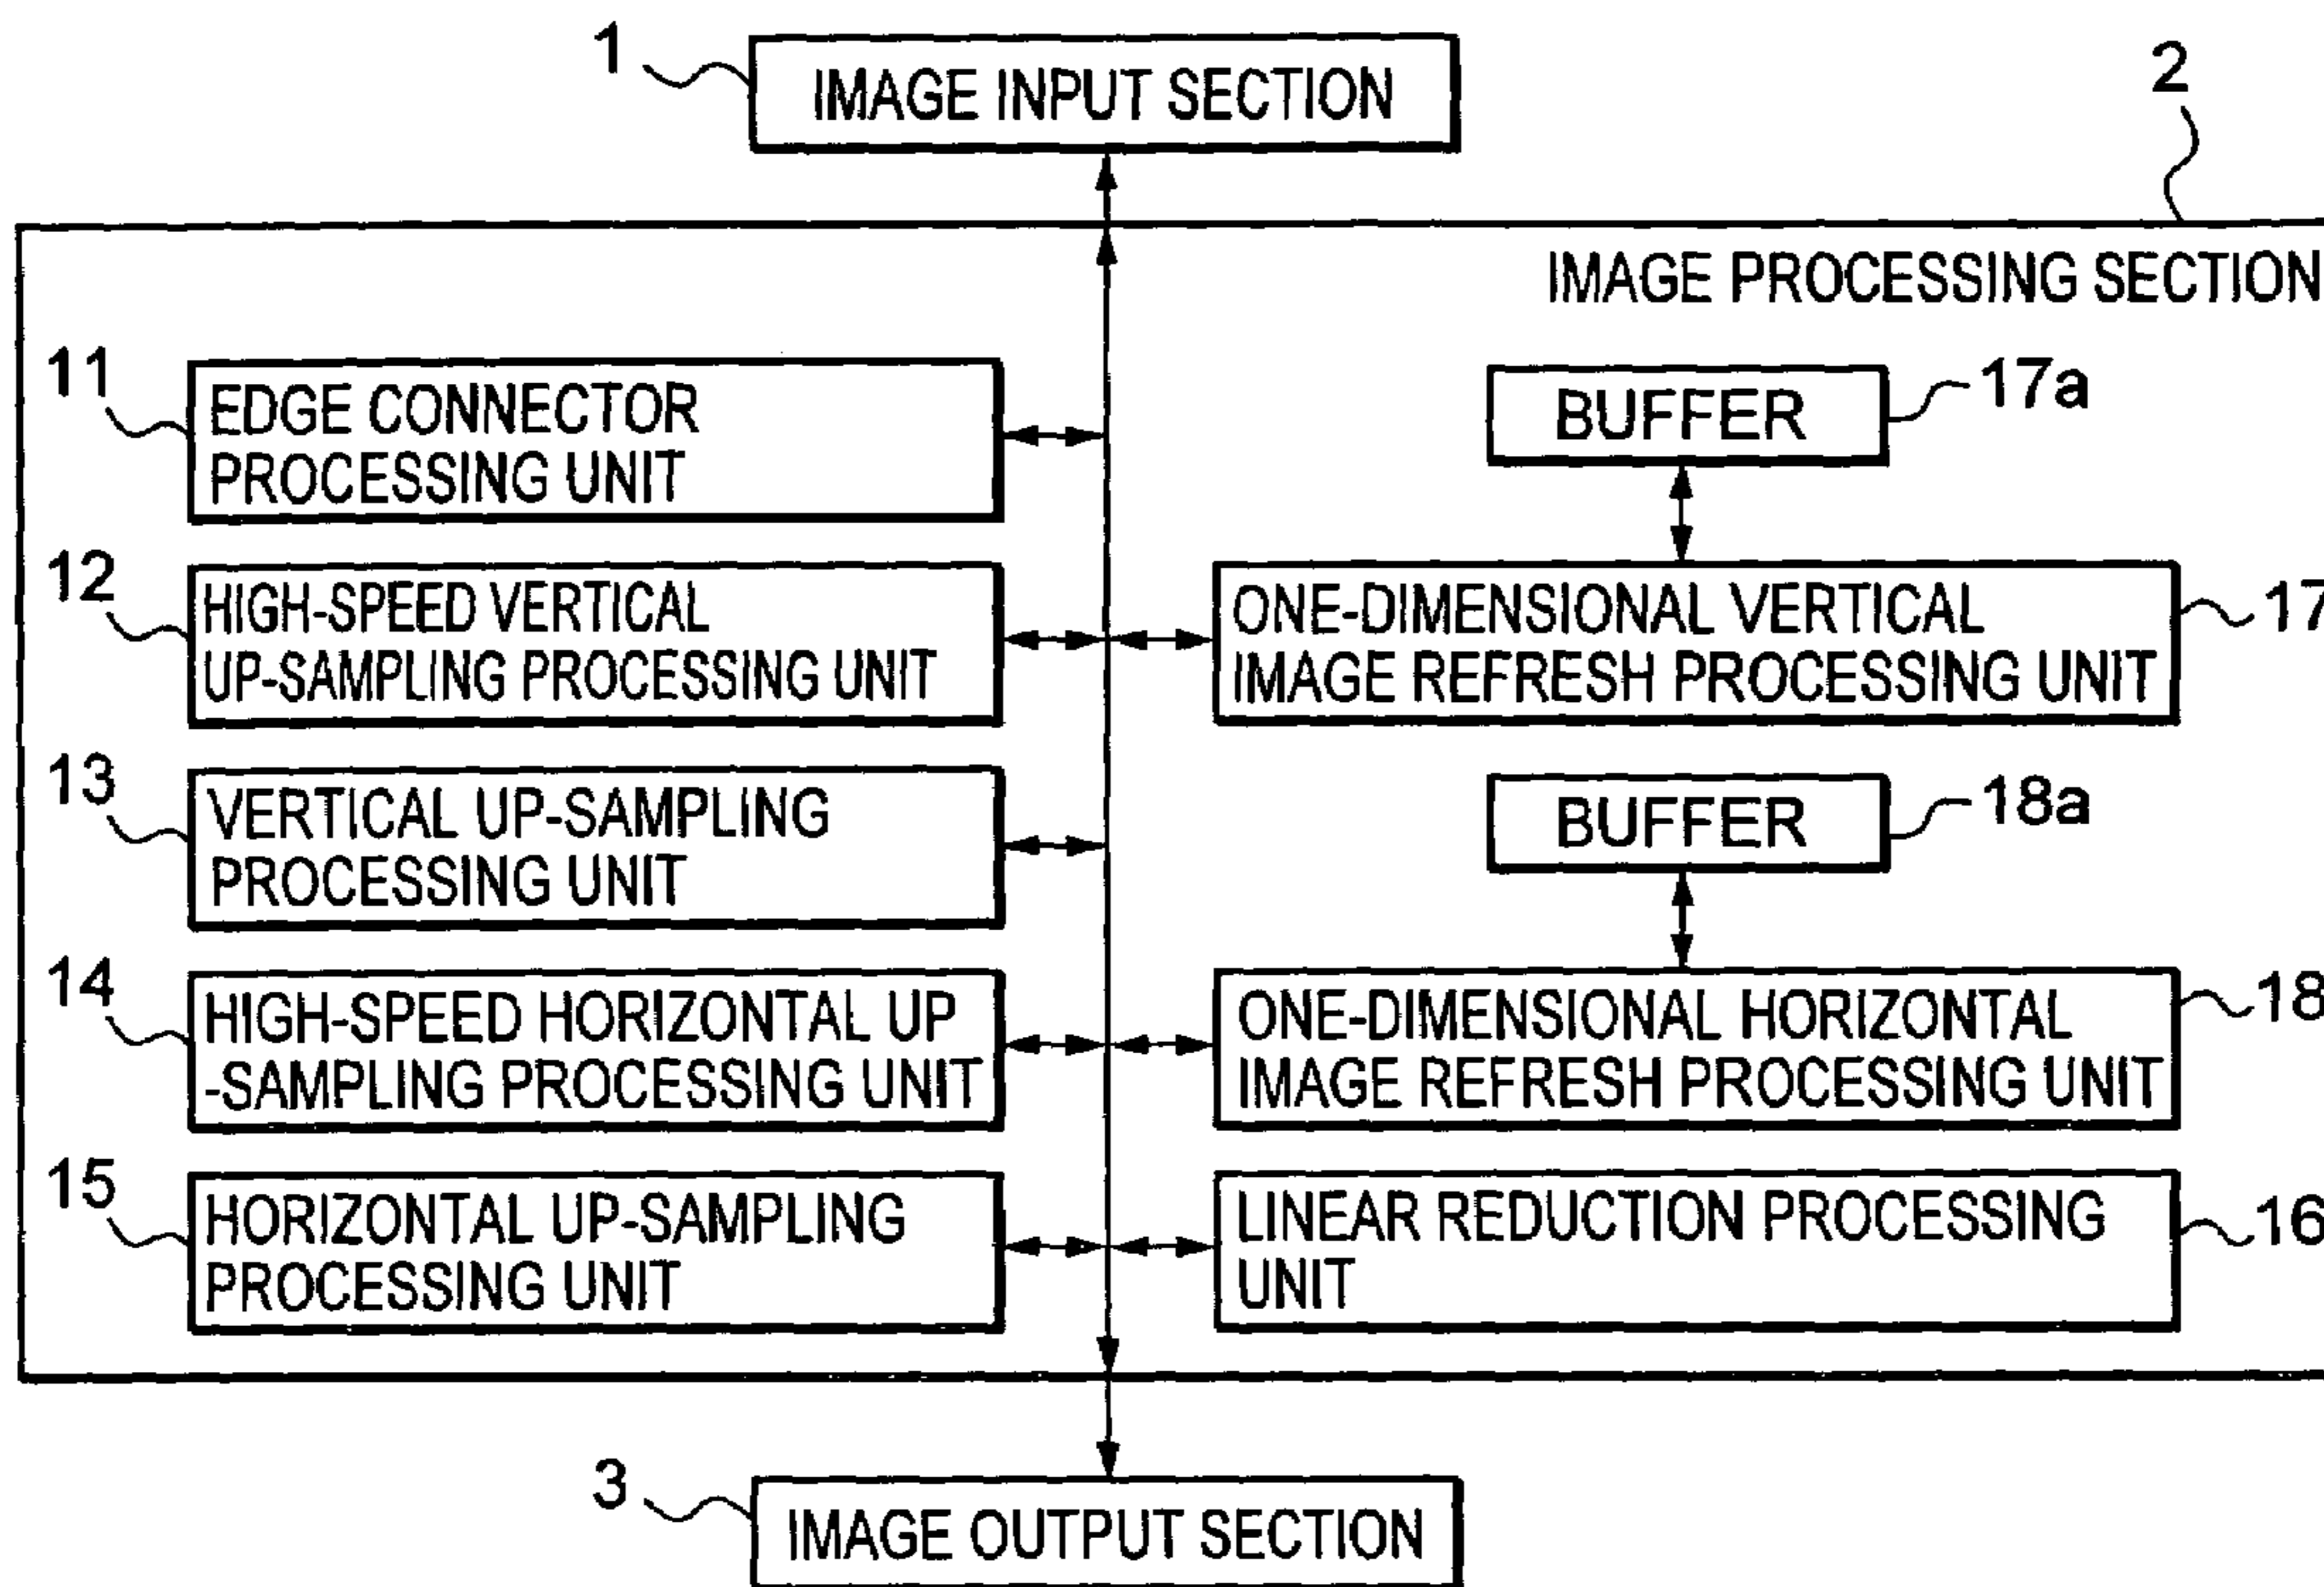 1
IMAGE INPUT SECTION
2
IMAGE PROCESSING SECTION
11
EDGE CONNECTOR
PROCESSING UNIT
BUFFER
17a
12
HIGH-SPEED VERTICAL
UP-SAMPLING PROCESSING UNIT
ONE-DIMENSIONAL VERTICAL
IMAGE REFRESH PROCESSING UNIT
17
13
VERTICAL UP-SAMPLING
PROCESSING UNIT
BUFFER
18a
14
HIGH-SPEED HORIZONTAL UP
-SAMPLING PROCESSING UNIT
ONE-DIMENSIONAL HORIZONTAL
IMAGE REFRESH PROCESSING UNIT
18
15
HORIZONTAL UP-SAMPLING
PROCESSING UNIT
LINEAR REDUCTION PROCESSING
UNIT
16
3
IMAGE OUTPUT SECTION